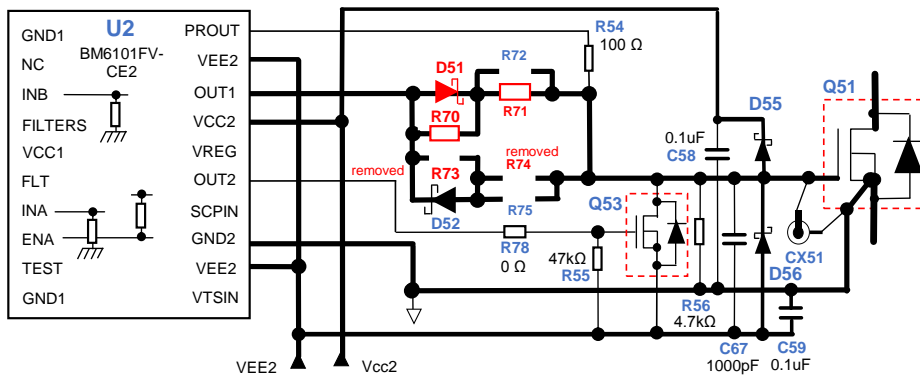 U2
BM6101FV-
CE2
GND1
NC
INB
FILTERS
VCC1
FLT
INA
ENA
TEST
GND1
PROUT
VEE2
OUT1
VCC2
VREG
OUT2
SCPIN
GND2
VEE2
VTSIN
R54
100 Ω
D51
R72
R71
R70
removed
R73
D52
removed
R74
R75
R78
0 Ω
47kΩ
R55
Q53
0.1uF
C58
D55
Q51
CX51
D56
R56
4.7kΩ
C67
1000pF
C59
0.1uF
VEE2
Vcc2